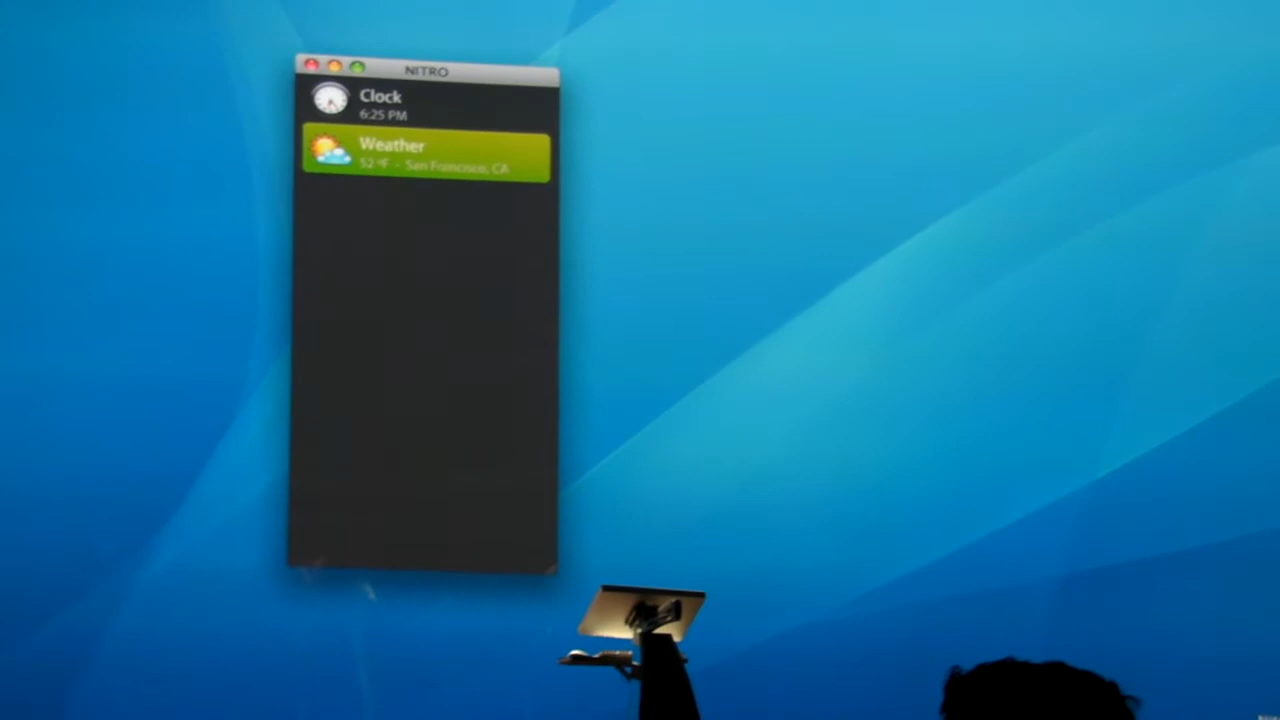 NITRO
Clock
6:25 PM
Weather
52 °F - San Francisco, CA